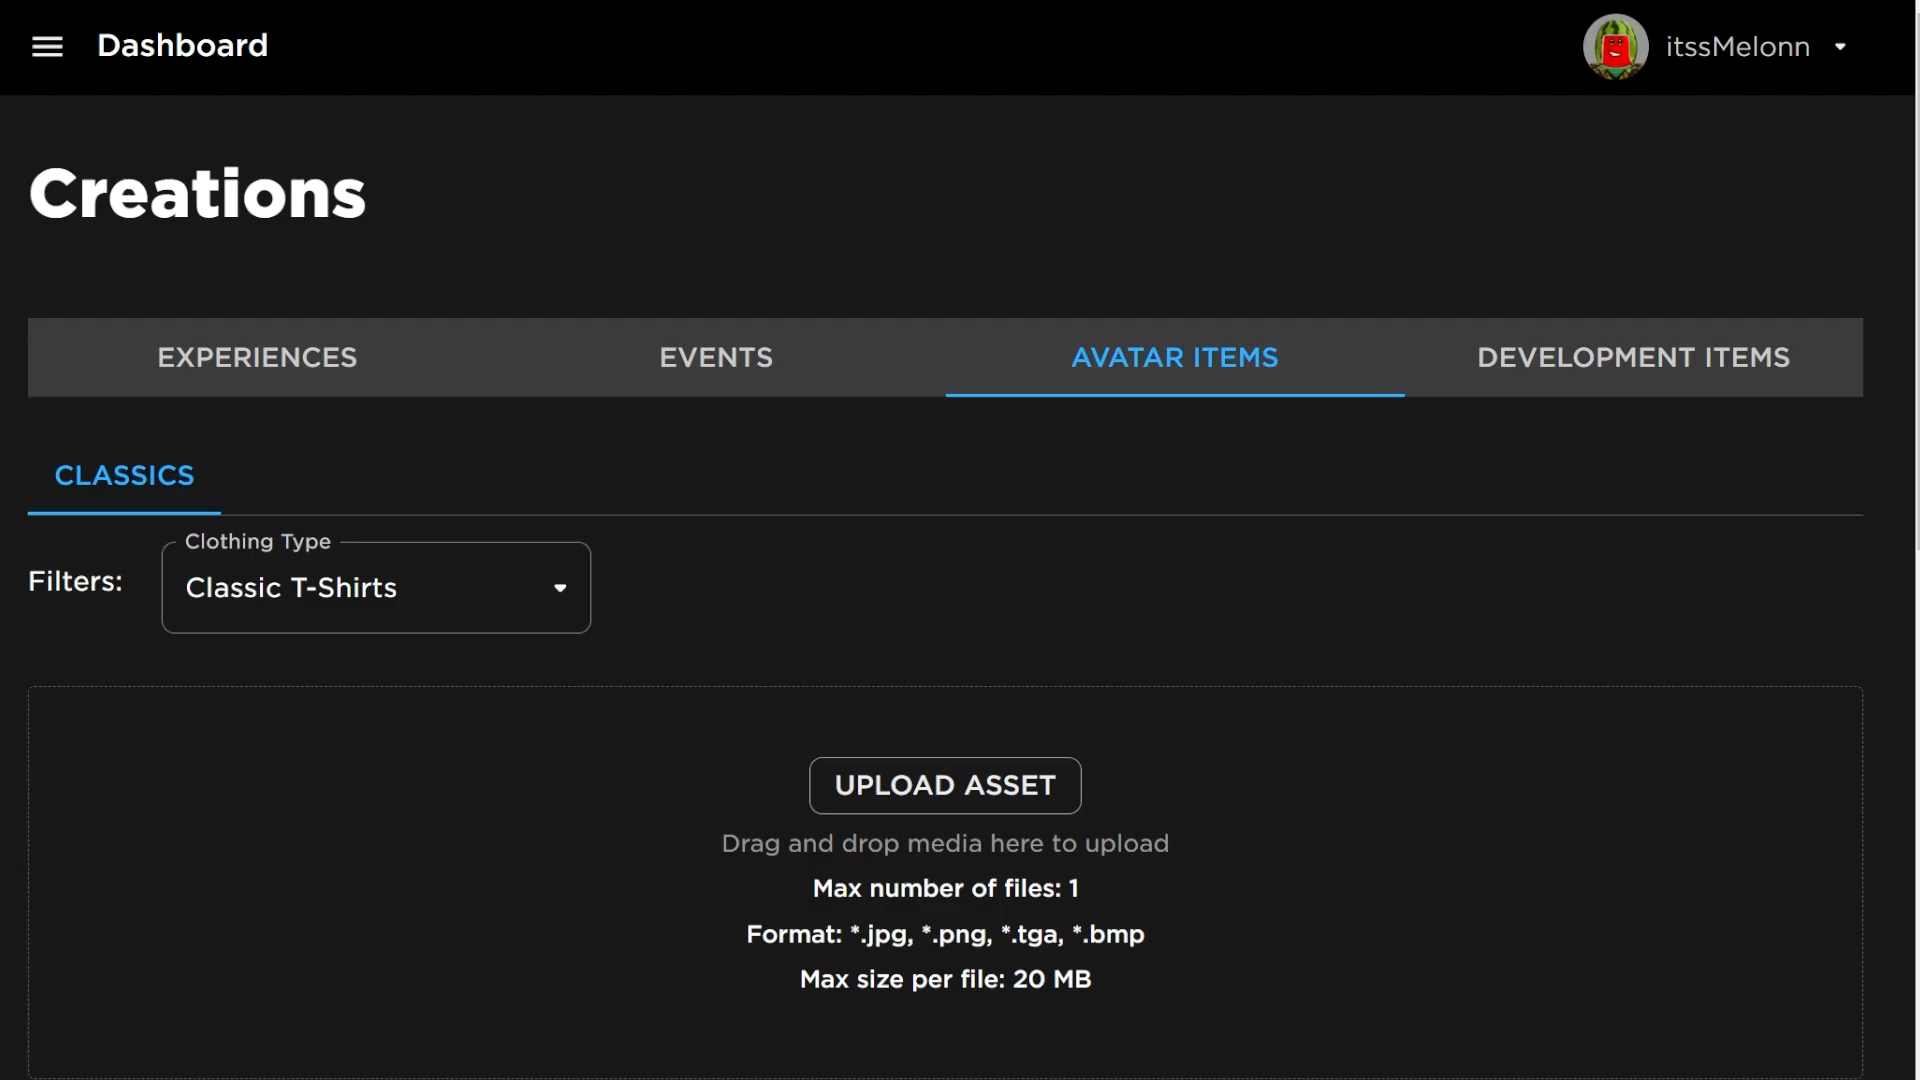 Dashboard
itssMelonn
Creations
EXPERIENCES
EVENTS
AVATAR ITEMS
DEVELOPMENT ITEMS
CLASSICS
Clothing Type
Filters:
Classic T-Shirts
UPLOAD ASSET
Drag and drop media here to upload
Max number of files: 1
Format: *.jpg, *.png, *.tga, *.bmp
Max size per file: 20 MB